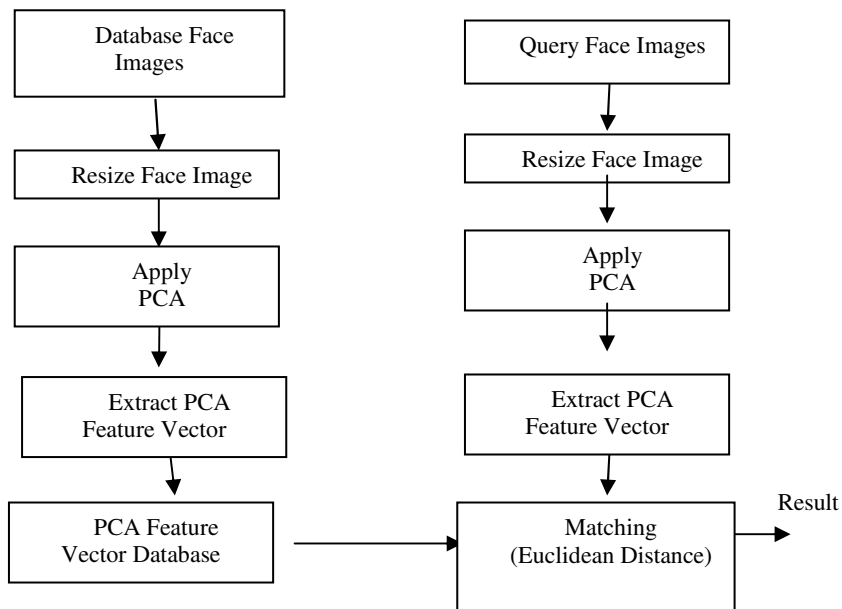 Database Face
Images
Resize Face Image
Apply
PCA
Extract PCA
Feature Vector
PCA Feature
Vector Database
Query Face Images
Resize Face Image
Apply
PCA
Extract PCA
Feature Vector
Matching
(Euclidean Distance)
Result